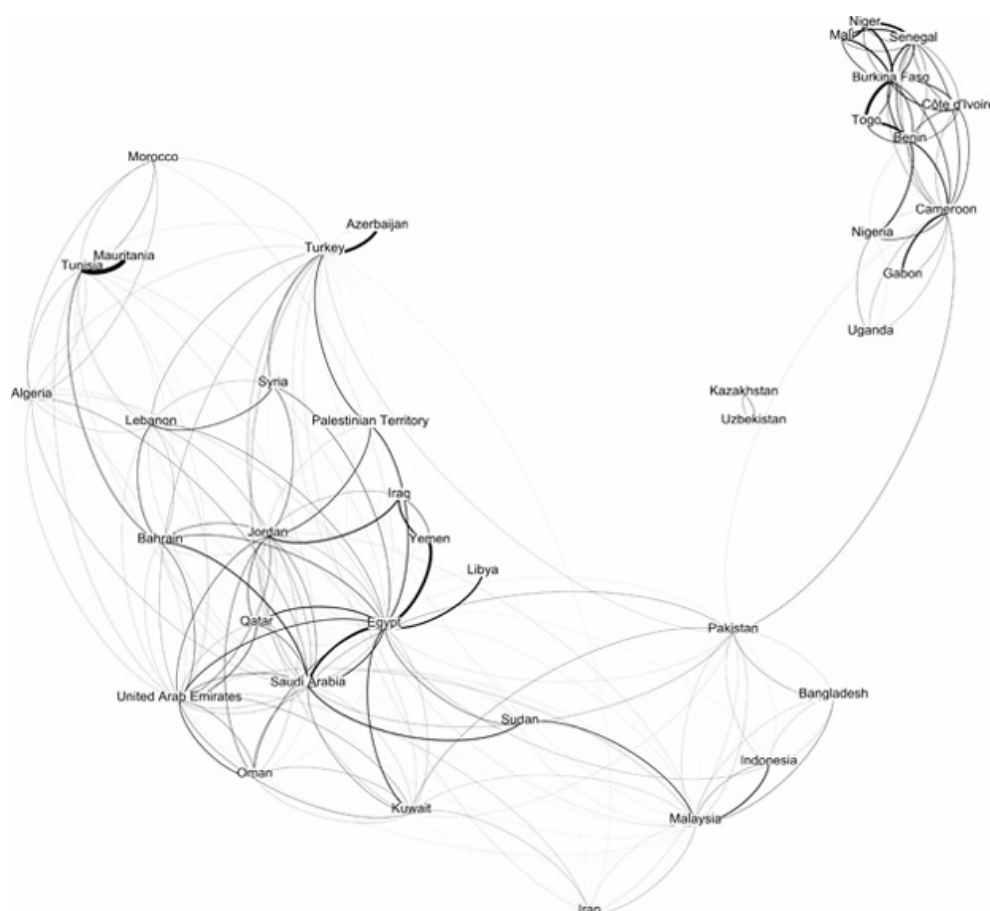 Niger
Mali
Senegal
Burkina Faso
Côte d'Ivoire
Togo
Benin
Morocco
Cameroon
Azerbaijan
Nigeria
Turkey
Mauritania
Tunisia
Gabon
Uganda
Syria
Kazakhstan
Algeria
Lebanon
Palestinian Territory
Uzbekistan
Iraq
Jordan
Bahrain
Yemen
Libya
Qatar
Egypt
Pakistan
Saudi Arabia
United Arab Emirates
Bangladesh
Sudan
Indonesia
Oman
Kuwait
Malaysia
Iran